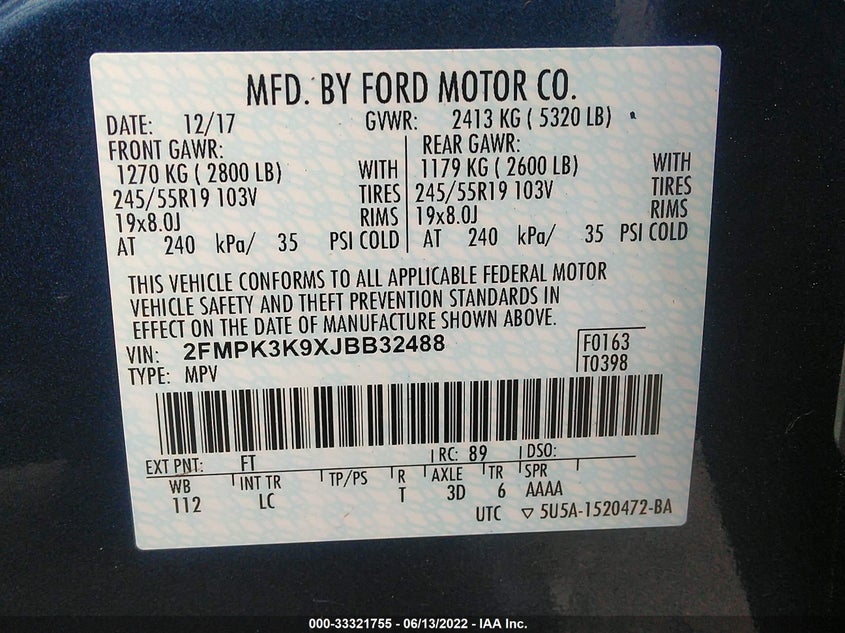 MFD. BY FORD MOTOR CO.
DATE: 12/17 GVWR: 2413 KG ( 5320 LB)
FRONT GAWR: REAR GAWR:
1270 KG ( 2800 LB) WITH 1179 KG ( 2600 LB) WITH
245/55R19 103V TIRES 245/55R19 103V TIRES
19x8.0J RIMS 19x8.0J RIMS
AT 240 kPa/ 35 PSI COLD AT 240 kPa/ 35 PSI COLD
THIS VEHICLE CONFORMS TO ALL APPLICABLE FEDERAL MOTOR
VEHICLE SAFETY AND THEFT PREVENTION STANDARDS IN
EFFECT ON THE DATE OF MANUFACTURE SHOWN ABOVE.
VIN: 2FMPK3K9XJBB32488 F0163
TYPE: MPV T0398
EXT PNT: FT RC: 89 DSO:
WB INT TR TP/PS R AXLE TR SPR
112 LC T 3D 6 AAAA
UTC ▽ 5U5A-1520472-BA
000-33321755 - 06/13/2022 - IAA Inc.